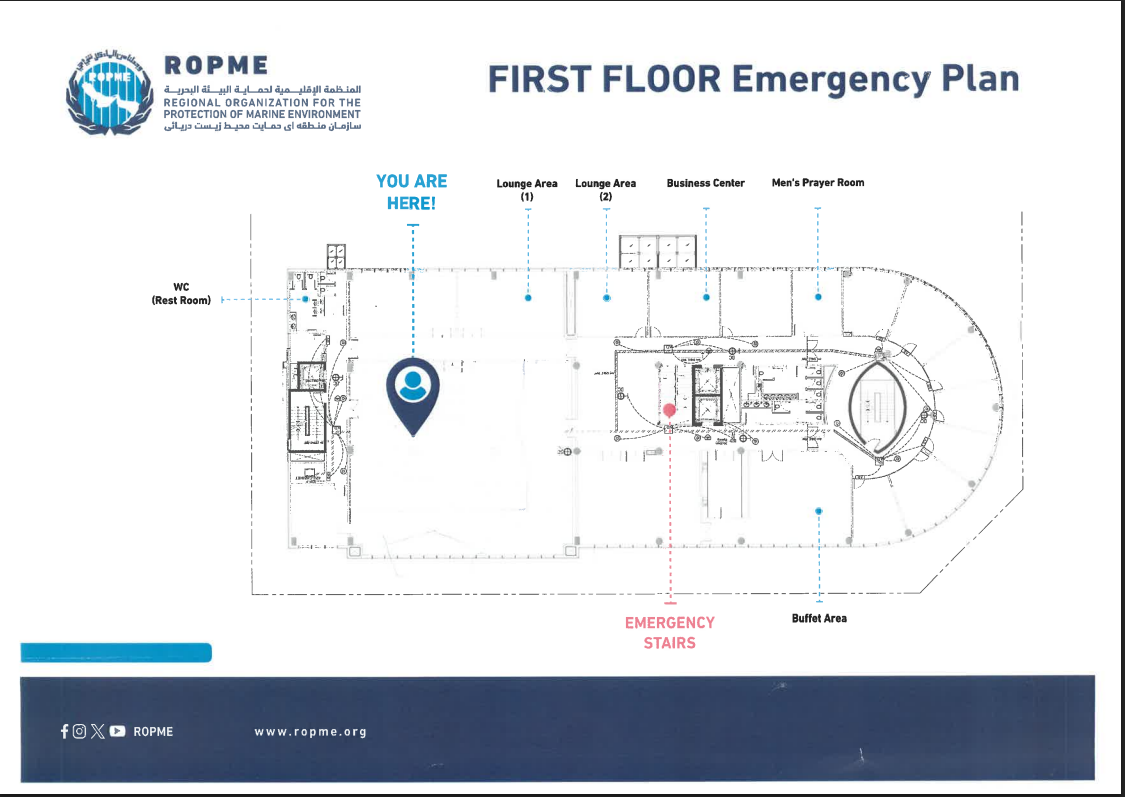 ROPME
المنظمة الإقليمية لحماية البيئة البحرية
REGIONAL ORGANIZATION FOR THE
PROTECTION OF MARINE ENVIRONMENT
سازمان منطقه ای حمایت محیط زیست دریائی
FIRST FLOOR Emergency Plan
YOU ARE
HERE!
Lounge Area
(1)
Lounge Area
(2)
Business Center
Men's Prayer Room
WC
(Rest Room)
EMERGENCY
STAIRS
Buffet Area
ROPME
www.ropme.org